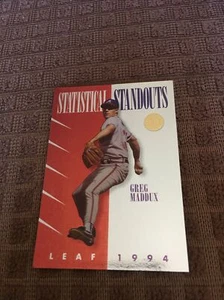 STATISTICAL STANDOUTS
GREG
MADDUX
LEAF 1994